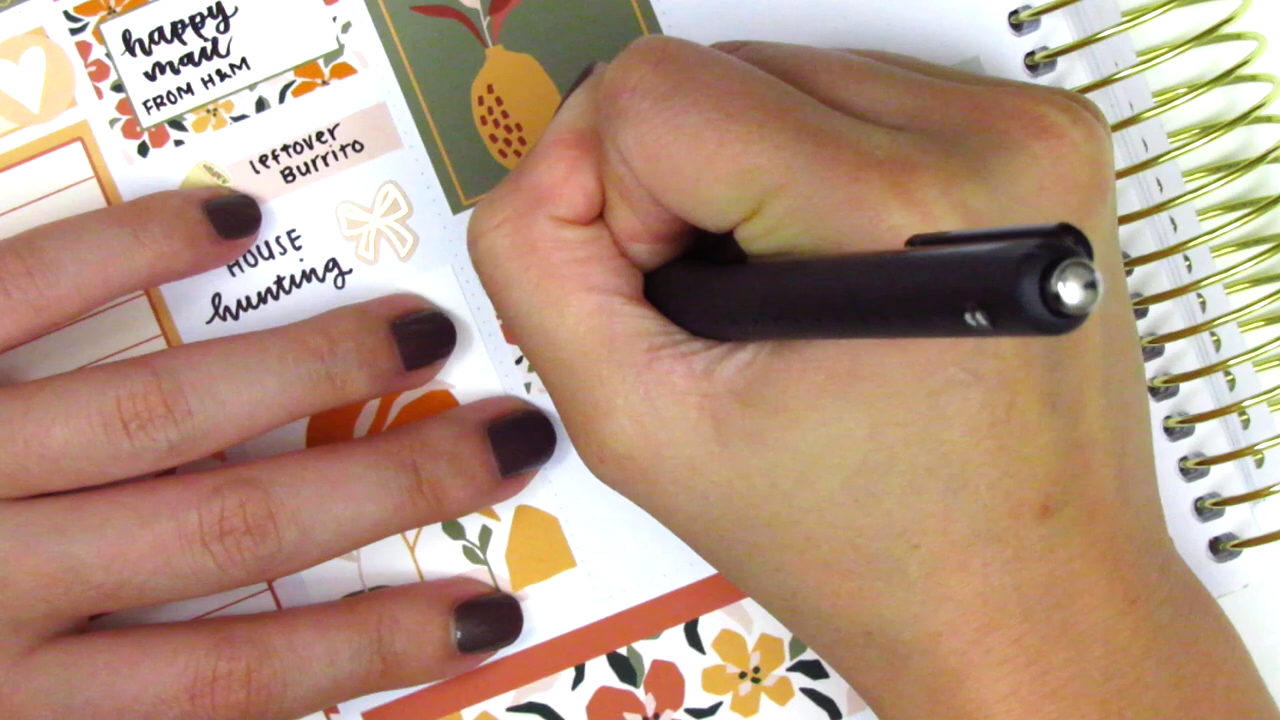 happy
mail
FROM H&M
leftover
Burrito
HOUSE
hunting